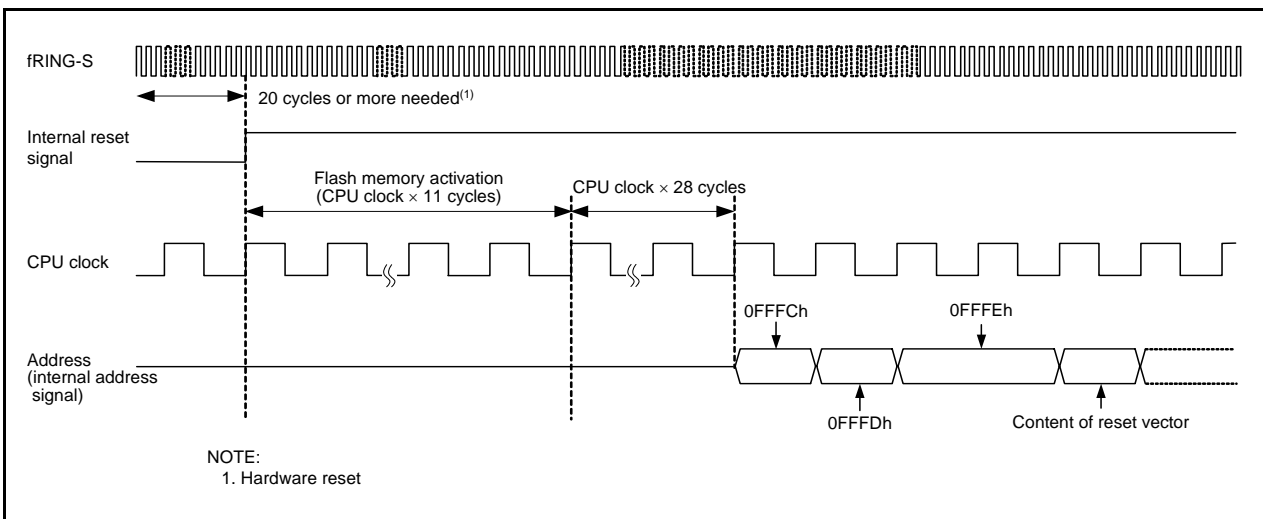 fRING-S
20 cycles or more needed(1)
Internal reset
signal
Flash memory activation
(CPU clock × 11 cycles)
CPU clock × 28 cycles
CPU clock
0FFFCh
0FFFEh
Address
(internal address
signal)
0FFFDh
Content of reset vector
NOTE:
1. Hardware reset